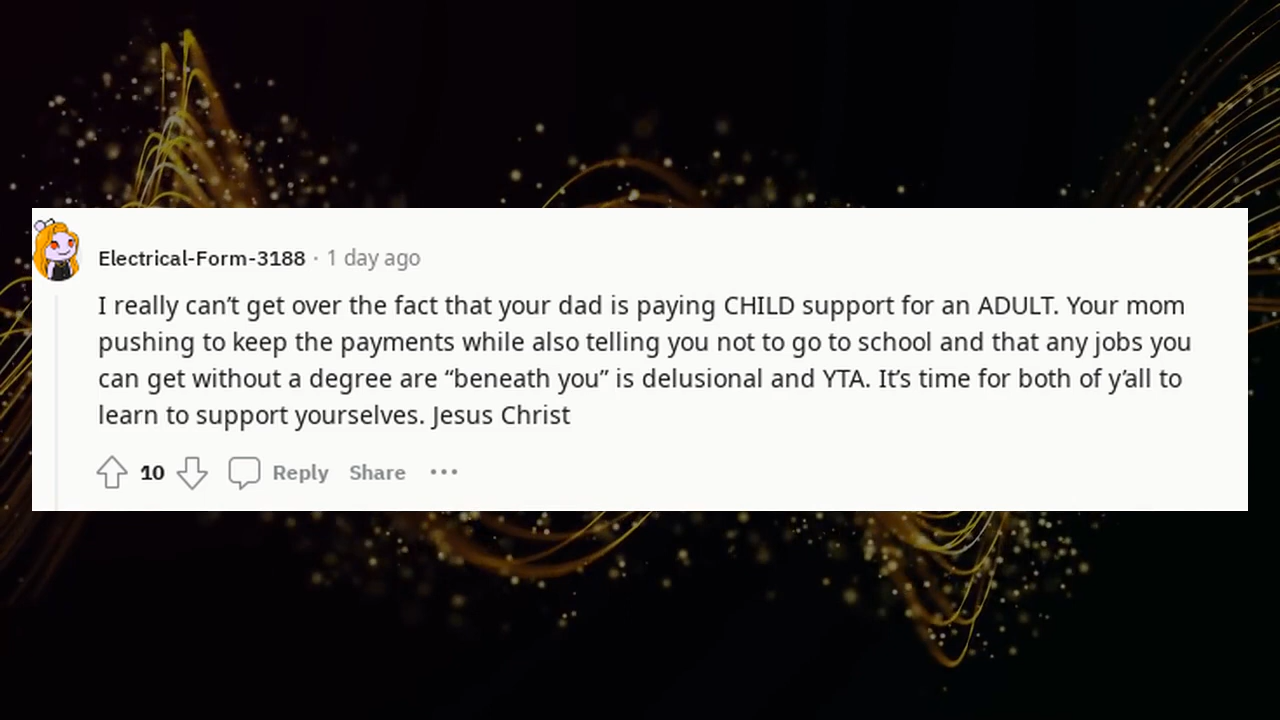 Electrical-Form-3188 · 1 day ago
I really can’t get over the fact that your dad is paying CHILD support for an ADULT. Your mom
pushing to keep the payments while also telling you not to go to school and that any jobs you
can get without a degree are “beneath you” is delusional and YTA. It’s time for both of y’all to
learn to support yourselves. Jesus Christ
10 Reply Share •••